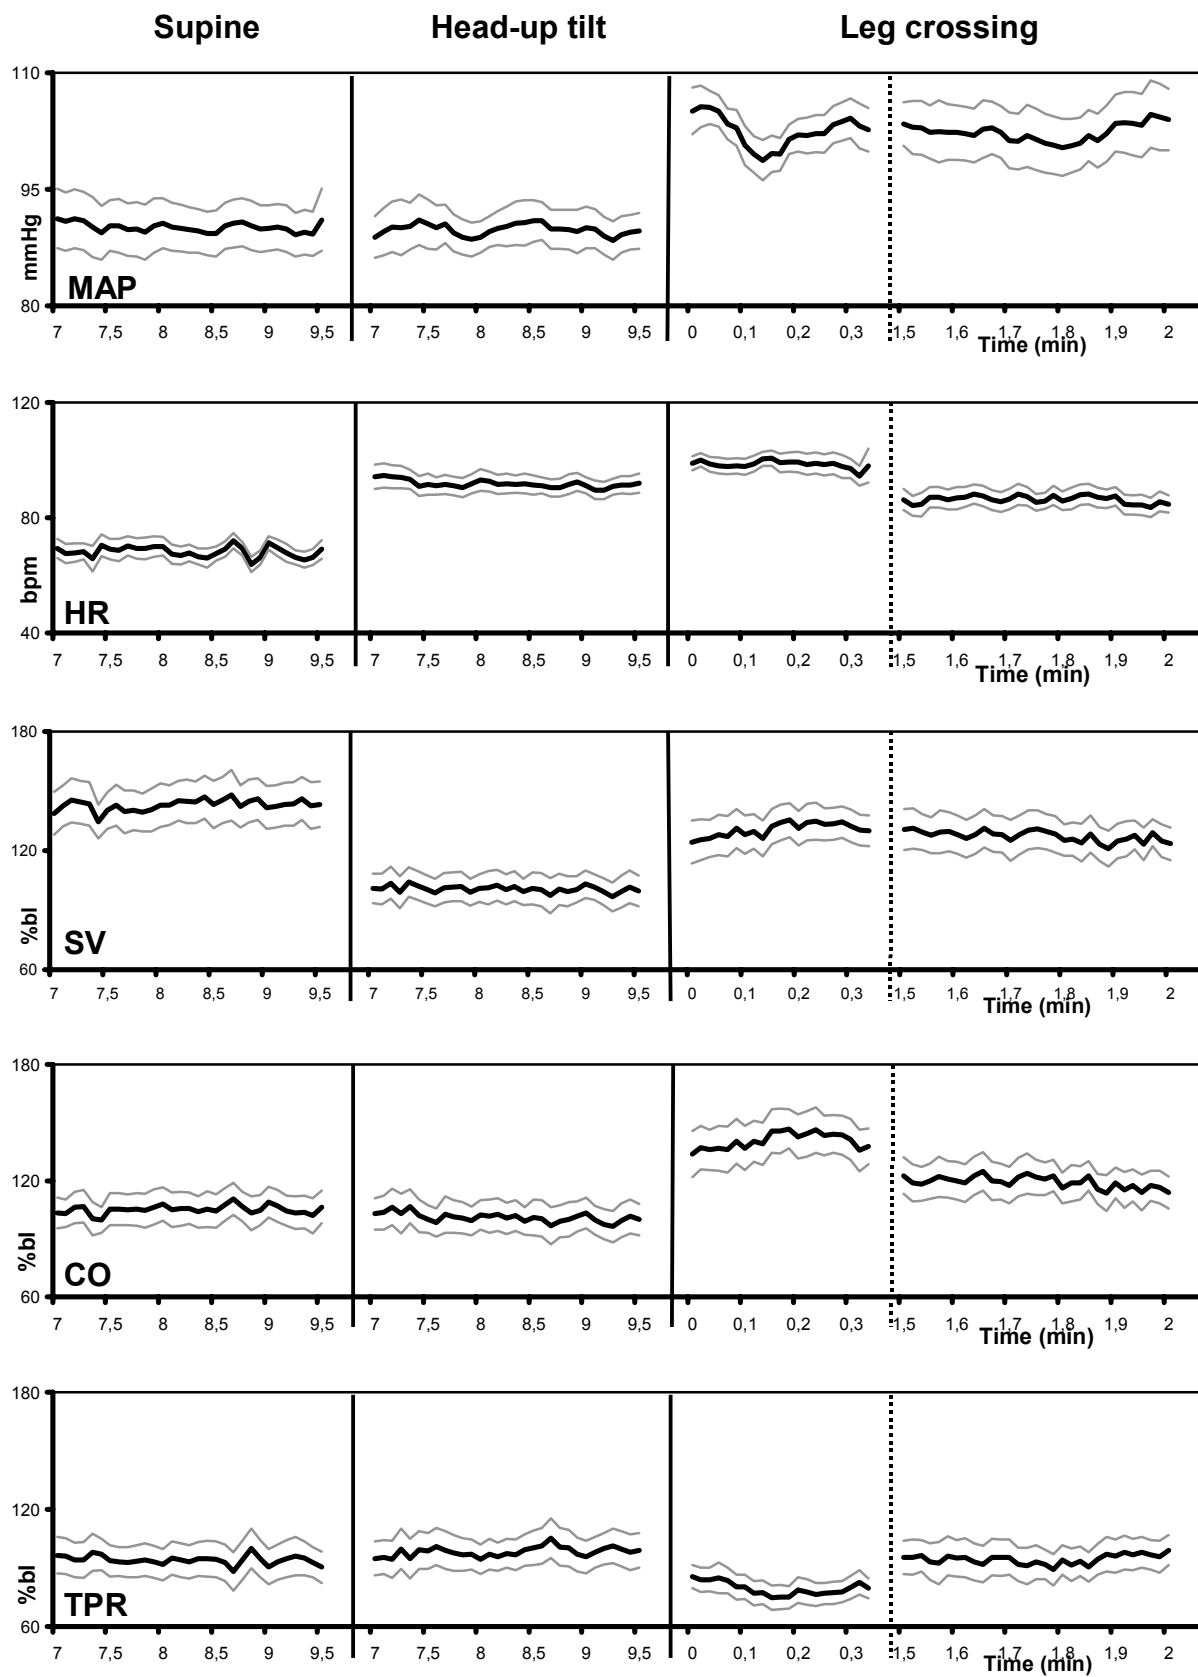 Supine Head-up tilt Leg crossing
110
95
80
mmHg
MAP
7 7,5 8 8,5 9 9,5 7 7,5 8 8,5 9 9,5 0 0,1 0,2 0,3 1,5 1,6 1,7 1,8 1,9 2
Time (min)
120
80
40
bpm
HR
7 7,5 8 8,5 9 9,5 7 7,5 8 8,5 9 9,5 0 0,1 0,2 0,3 1,5 1,6 1,7 1,8 1,9 2
Time (min)
180
120
60
%bl
SV
7 7,5 8 8,5 9 9,5 7 7,5 8 8,5 9 9,5 0 0,1 0,2 0,3 1,5 1,6 1,7 1,8 1,9 2
Time (min)
180
120
60
%bl
CO
7 7,5 8 8,5 9 9,5 7 7,5 8 8,5 9 9,5 0 0,1 0,2 0,3 1,5 1,6 1,7 1,8 1,9 2
Time (min)
180
120
60
%bl
TPR
7 7,5 8 8,5 9 9,5 7 7,5 8 8,5 9 9,5 0 0,1 0,2 0,3 1,5 1,6 1,7 1,8 1,9 2
Time (min)